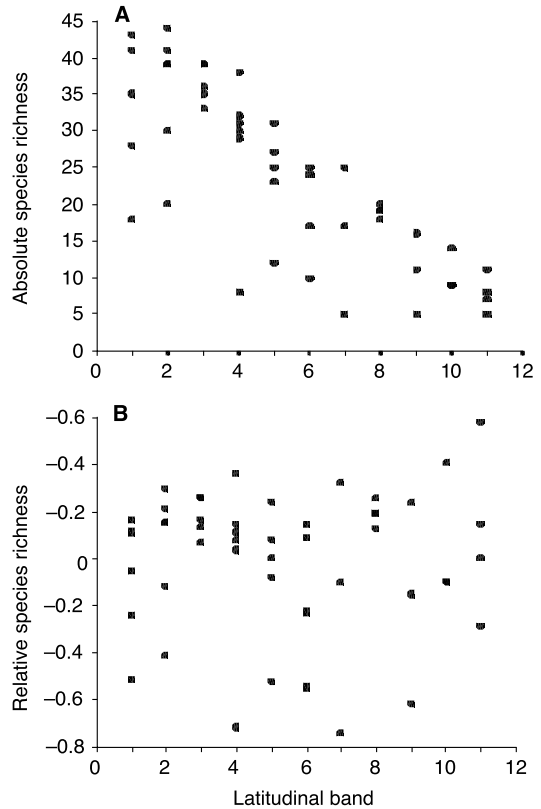 A
Absolute species richness
45
40
35
30
25
20
15
10
5
0
0 2 4 6 8 10 12
B
Relative species richness
–0.6
–0.4
–0.2
0
–0.2
–0.4
–0.6
–0.8
0 2 4 6 8 10 12
Latitudinal band